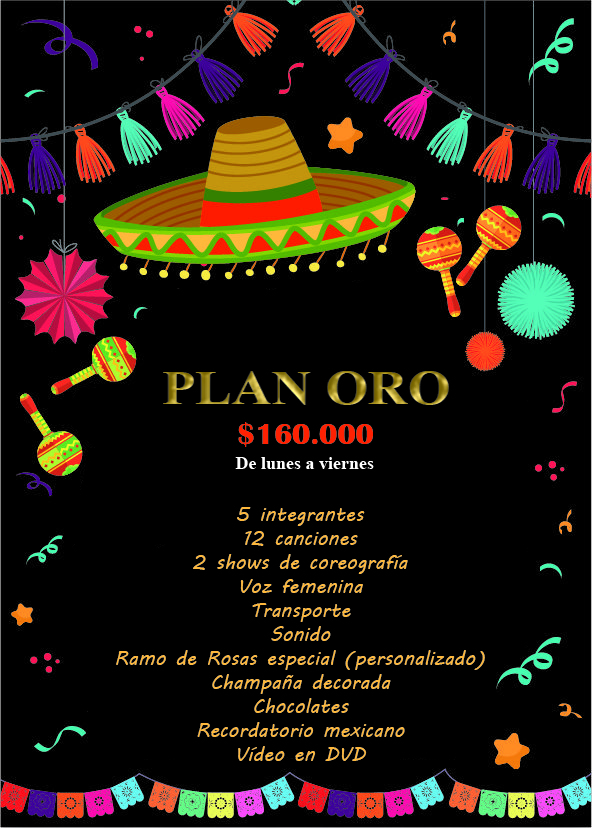 PLAN ORO
$160.000
De lunes a viernes
5 integrantes
12 canciones
2 shows de coreografía
Voz femenina
Transporte
Sonido
Ramo de Rosas especial (personalizado)
Champaña decorada
Chocolates
Recordatorio mexicano
Vídeo en DVD